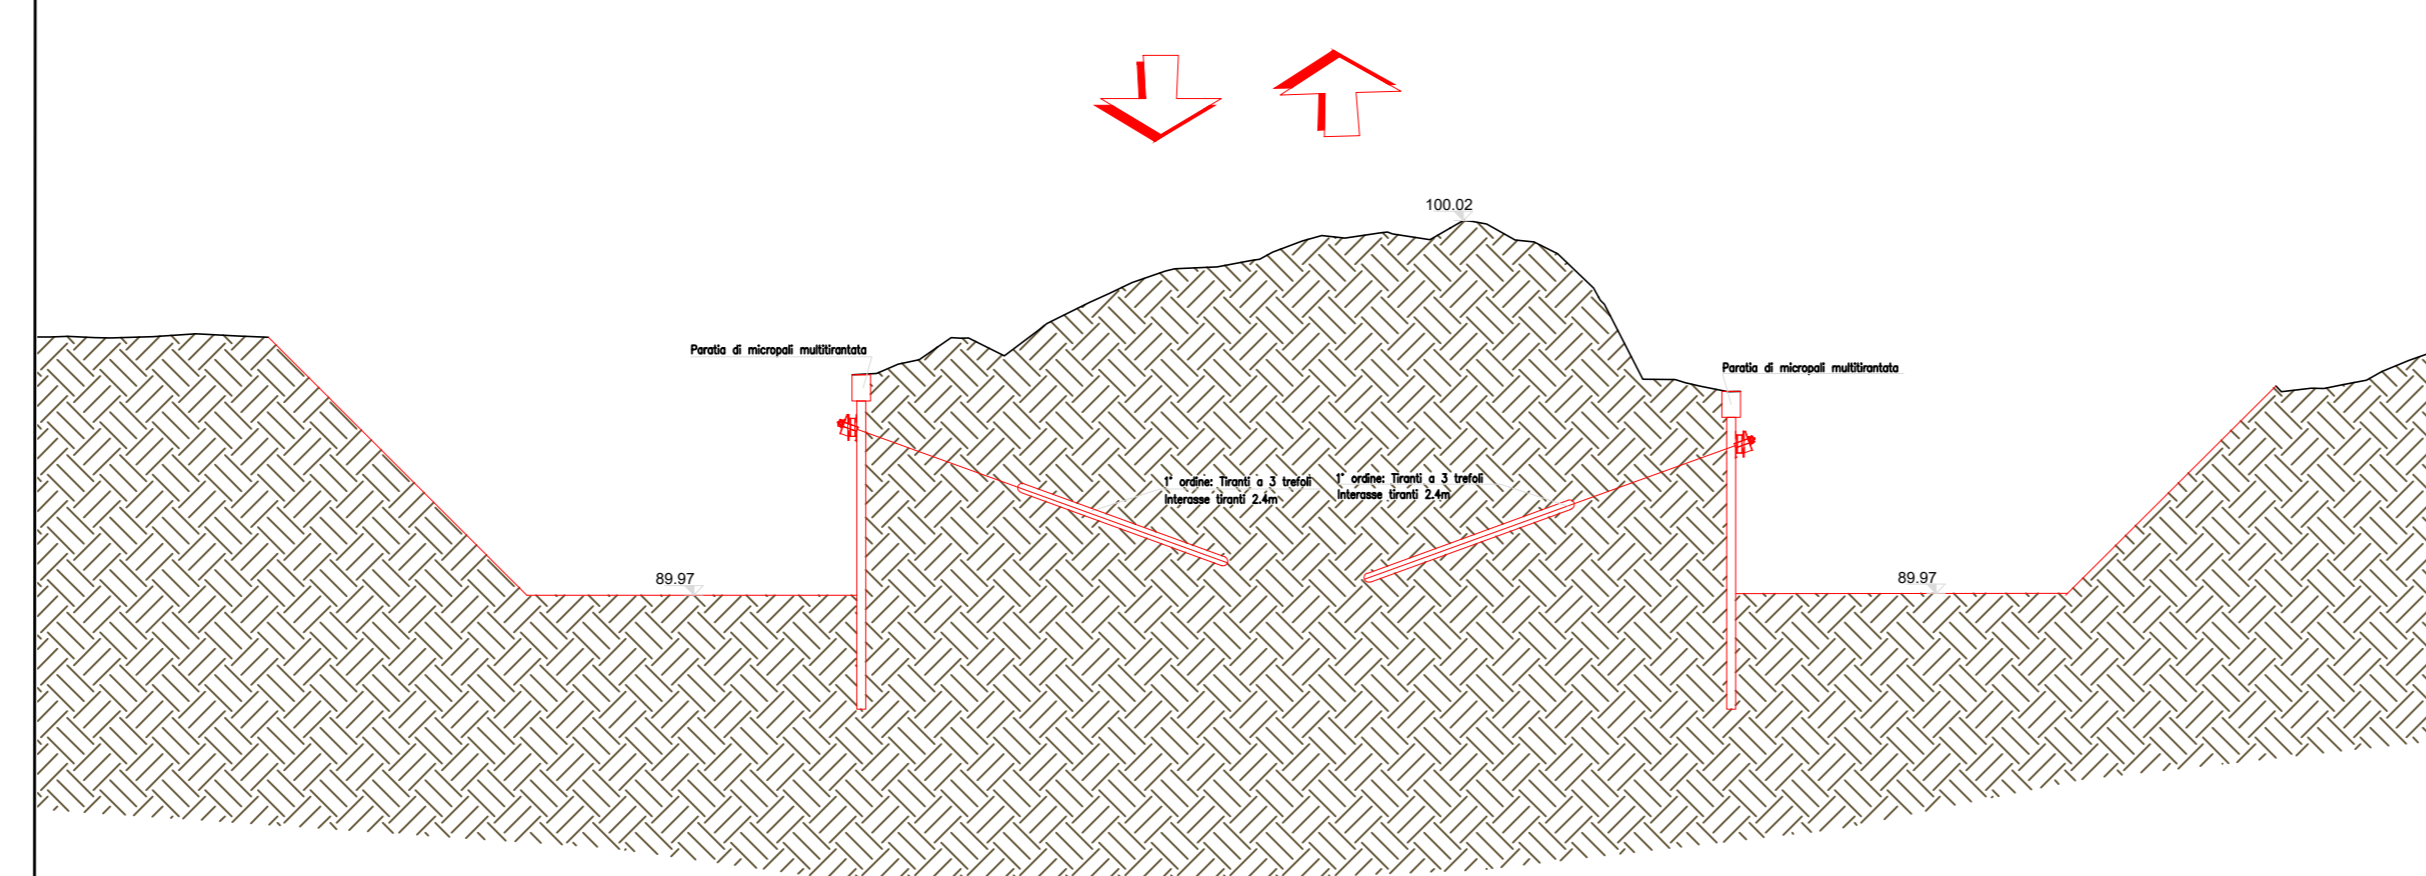 100.02
Paratia di micropali multitirantata
Paratia di micropali multitirantata
1° ordine: Tiranti a 3 trefoli
Interasse tiranti 2.4m
1° ordine: Tiranti a 3 trefoli
Interasse tiranti 2.4m
89.97
89.97